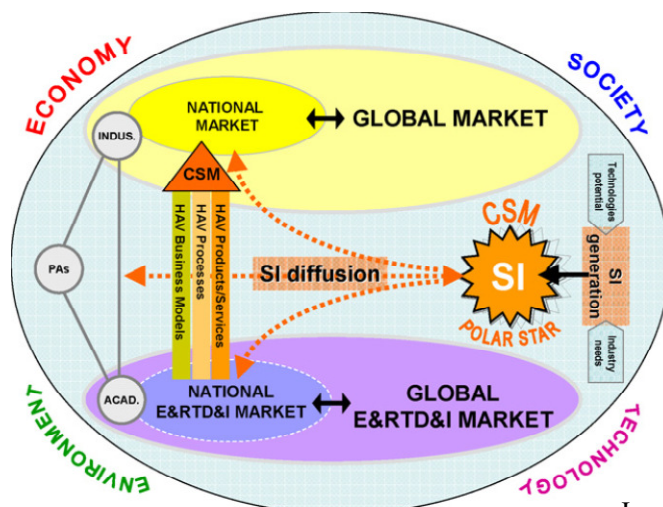 ECONOMY
SOCIETY
INDUS.
NATIONAL
MARKET
GLOBAL MARKET
CSM
Technologies
potential
CSM
HAV Business Models
HAV Processes
HAV Products/Services
PAs
SI diffusion
SI
SI
generation
POLAR STAR
Industry
needs
ACAD.
NATIONAL
E&RTD&I MARKET
GLOBAL
E&RTD&I MARKET
ENVIRONMENT
TECHNOLOGY